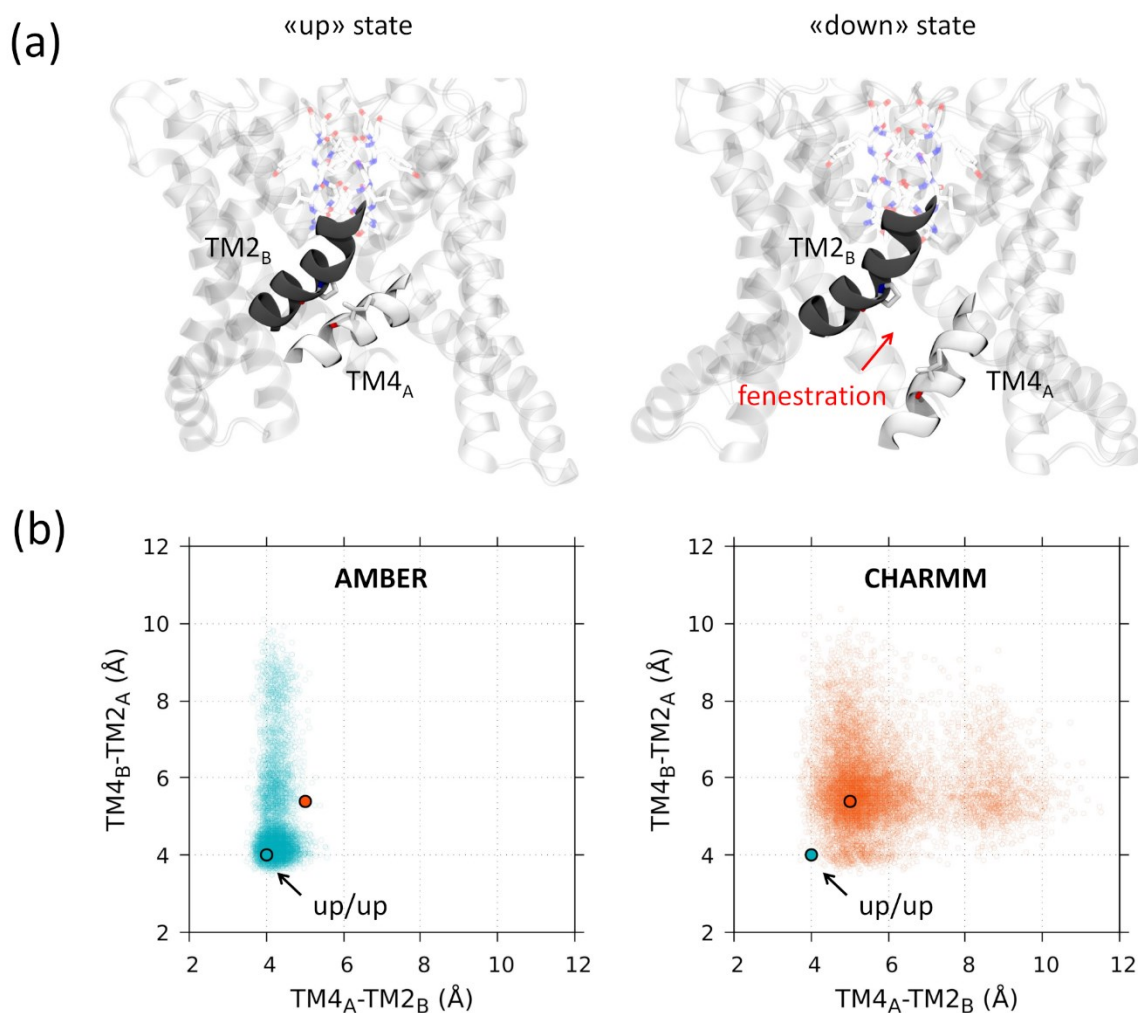 (a)
«up» state
«down» state
TM2B
TM4A
TM2B
fenestration
TM4A
(b)
AMBER
12
10
8
6
4
2
TM4B-TM2A (Å)
up/up
2 4 6 8 10 12
TM4A-TM2B (Å)
CHARMM
12
10
8
6
4
2
TM4B-TM2A (Å)
up/up
2 4 6 8 10 12
TM4A-TM2B (Å)